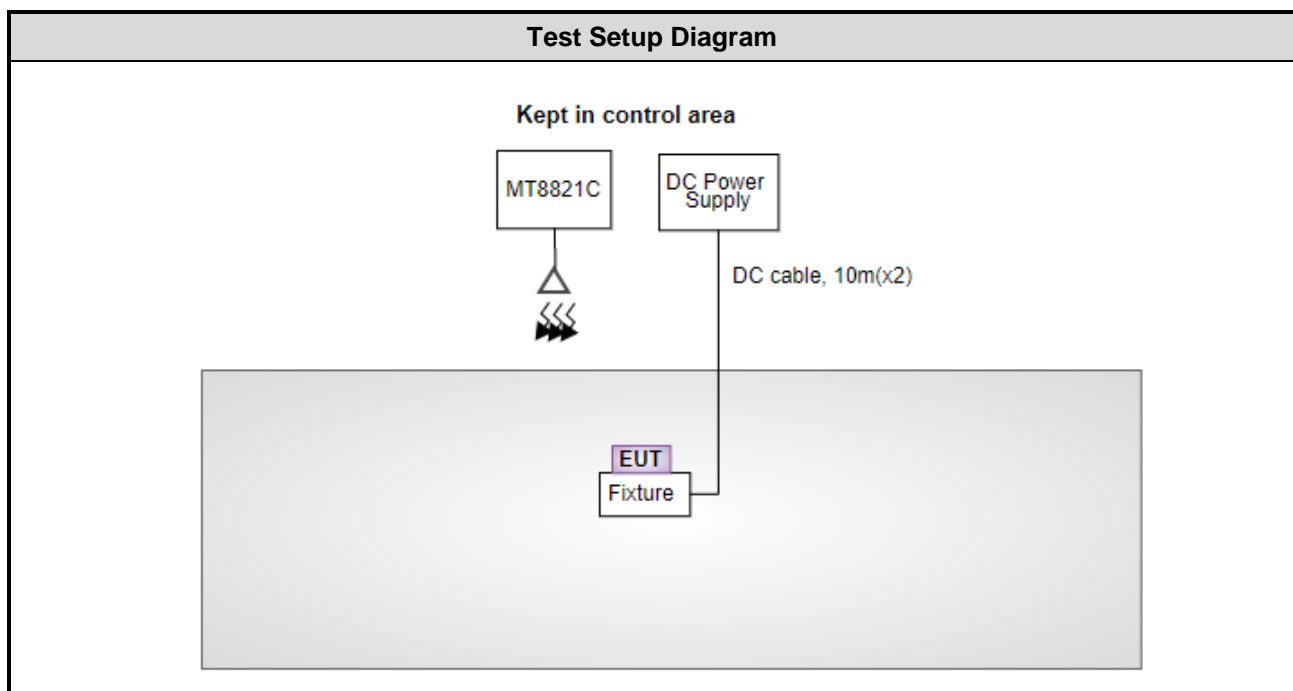 Test Setup Diagram
Kept in control area
MT8821C
DC Power
Supply
DC cable, 10m(x2)
EUT
Fixture